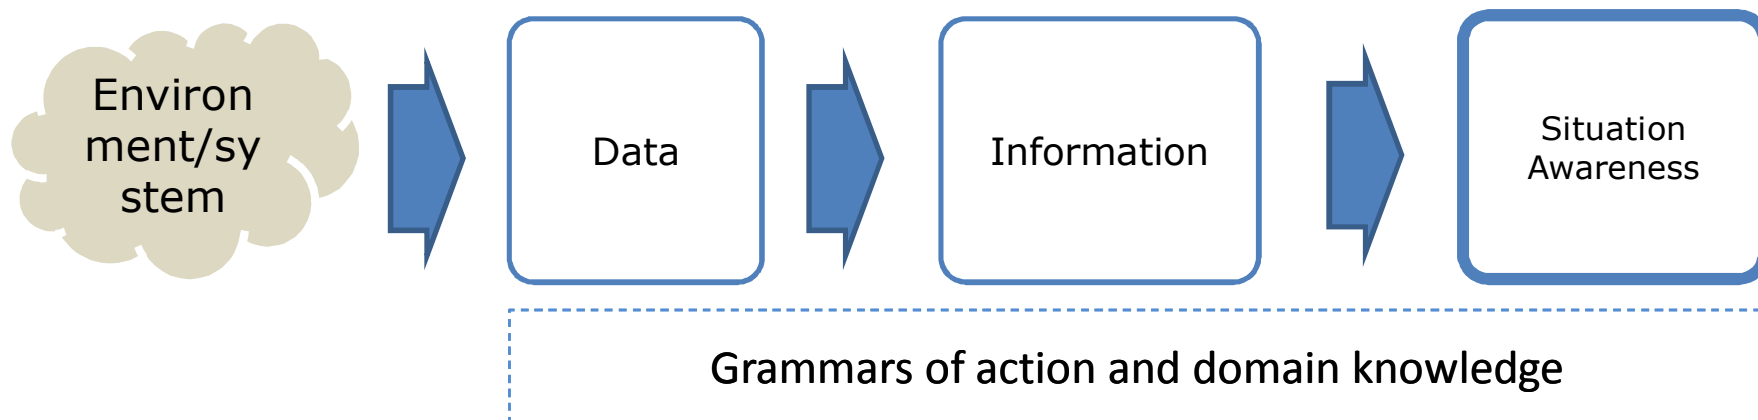 Environ
ment/sy
stem
Data
Information
Situation
Awareness
Grammars of action and domain knowledge